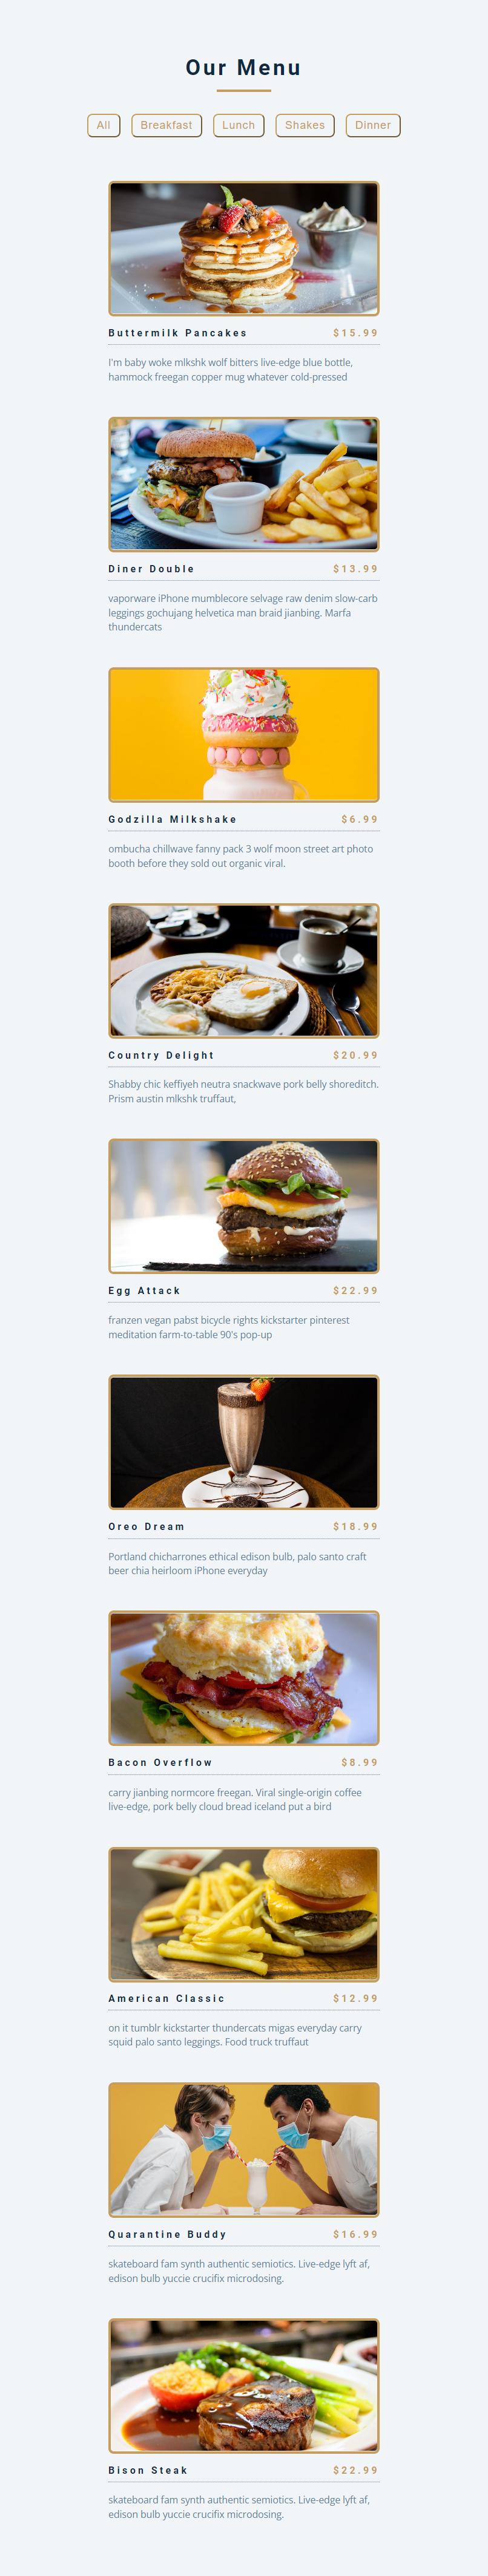 Our Menu
All Breakfast Lunch Shakes Dinner
Buttermilk Pancakes $15.99
I'm baby woke mlkshk wolf bitters live-edge blue bottle,
hammock freegan copper mug whatever cold-pressed
Diner Double $13.99
vaporware iPhone mumblecore selvage raw denim slow-carb
leggings gochujang helvetica man braid jianbing. Marfa
thundercats
Godzilla Milkshake $6.99
ombucha chillwave fanny pack 3 wolf moon street art photo
booth before they sold out organic viral.
Country Delight $20.99
Shabby chic keffiyeh neutra snackwave pork belly shoreditch.
Prism austin mlkshk truffaut,
Egg Attack $22.99
franzen vegan pabst bicycle rights kickstarter pinterest
meditation farm-to-table 90's pop-up
Oreo Dream $18.99
Portland chicharrones ethical edison bulb, palo santo craft
beer chia heirloom iPhone everyday
Bacon Overflow $8.99
carry jianbing normcore freegan. Viral single-origin coffee
live-edge, pork belly cloud bread iceland put a bird
American Classic $12.99
on it tumblr kickstarter thundercats migas everyday carry
squid palo santo leggings. Food truck truffaut
Quarantine Buddy $16.99
skateboard fam synth authentic semiotics. Live-edge lyft af,
edison bulb yuccie crucifix microdosing.
Bison Steak $22.99
skateboard fam synth authentic semiotics. Live-edge lyft af,
edison bulb yuccie crucifix microdosing.